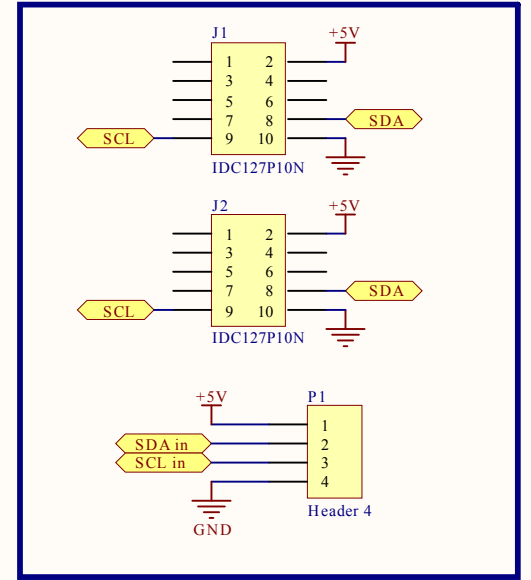 J1
+5V
1 2
3 4
5 6
7 8 SDA
SCL 9 10
IDC127P10N
J2
+5V
1 2
3 4
5 6
7 8 SDA
SCL 9 10
IDC127P10N
+5V P1
1
SDA in 2
SCL in 3
4
Header 4
GND